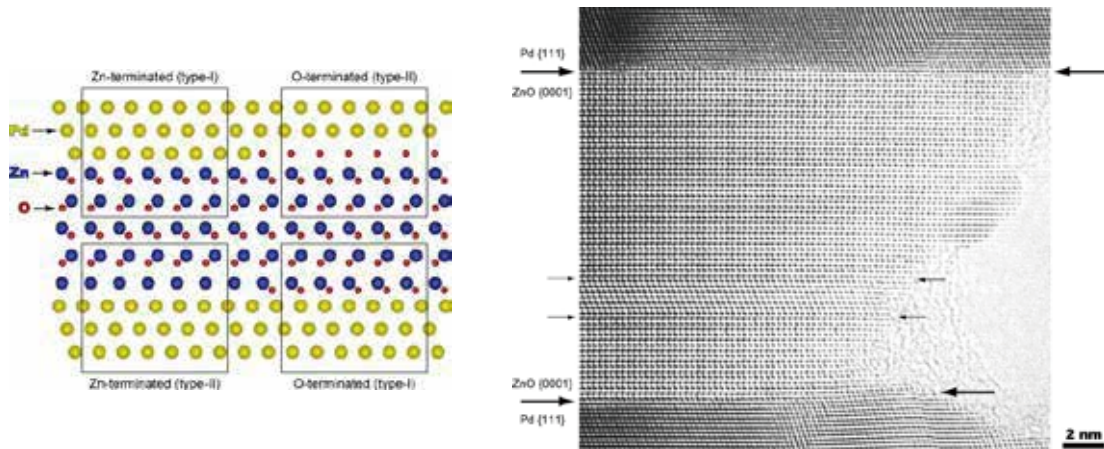 Zn-terminated (type-I)
O-terminated (type-II)
Pd
Zn
O
Zn-terminated (type-II)
O-terminated (type-I)
Pd {111}
ZnO {0001}
ZnO {0001}
Pd {111}
2 nm